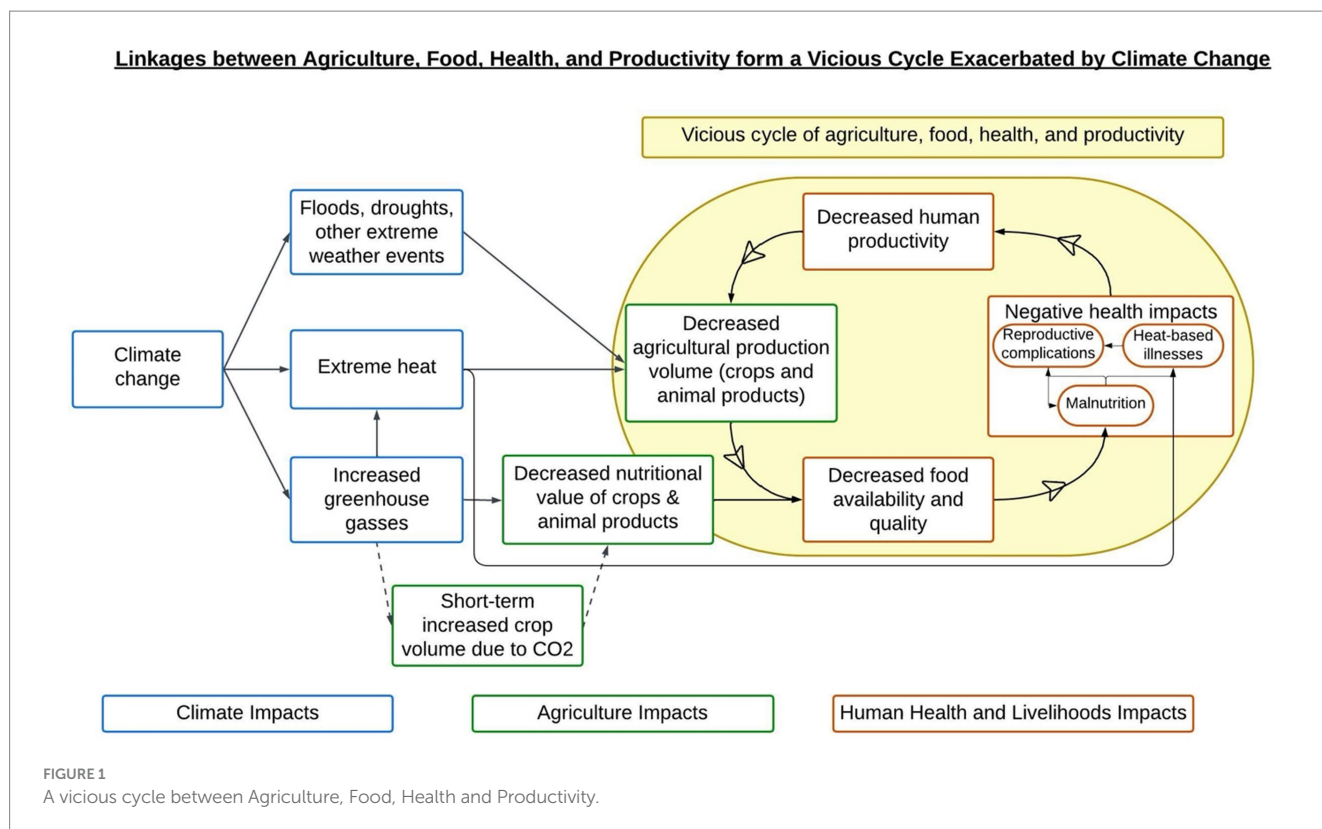 Linkages between Agriculture, Food, Health, and Productivity form a Vicious Cycle Exacerbated by Climate Change
Vicious cycle of agriculture, food, health, and productivity
Floods, droughts,
other extreme
weather events
Decreased human
productivity
Climate
change
Extreme heat
Decreased
agricultural production
volume (crops and
animal products)
Negative health impacts
Reproductive
complications
Heat-based
illnesses
Malnutrition
Increased
greenhouse
gasses
Decreased nutritional
value of crops &
animal products
Decreased food
availability and
quality
Short-term
increased crop
volume due to CO2
Climate Impacts
Agriculture Impacts
Human Health and Livelihoods Impacts
FIGURE 1
A vicious cycle between Agriculture, Food, Health and Productivity.